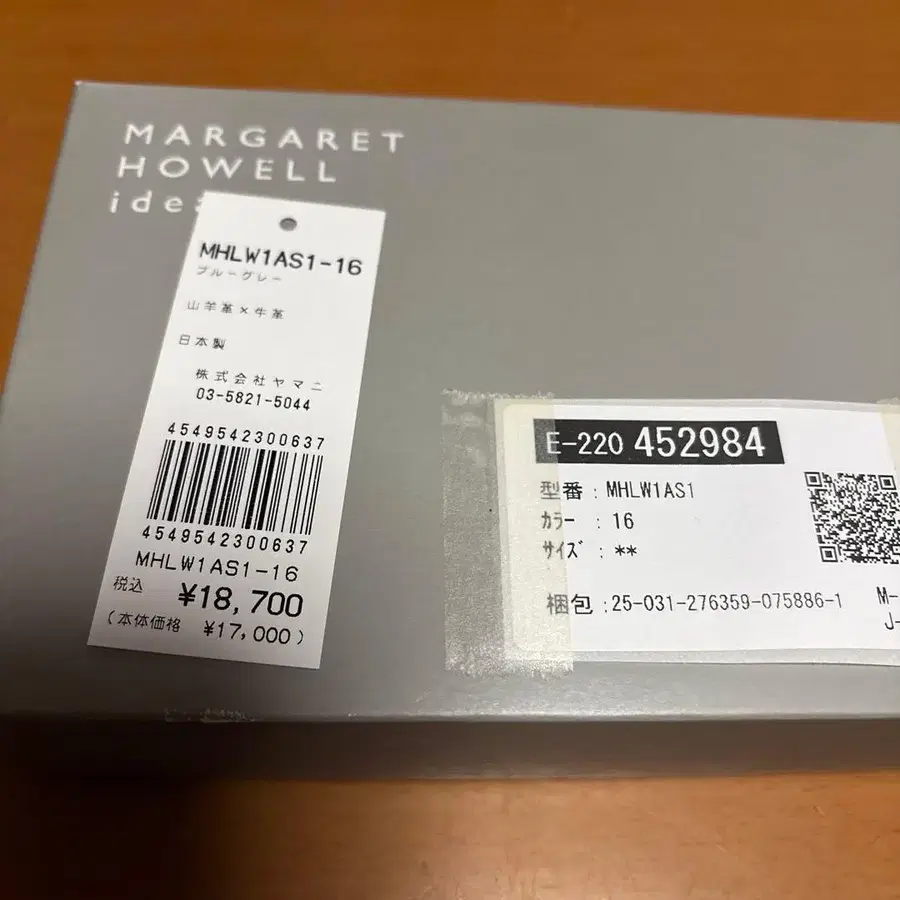 MARGARET
HOWELL
idea
MHLW1AS1-16
ブルーグレー
山羊革×牛革
日本製
株式会社ヤマニ
03-5821-5044
4549542300637
4549542300637
MHLW1AS1-16
税込 ¥18,700
(本体価格 ¥17,000)
E-220 452984
型番 : MHLW1AS1
カラー : 16
サイズ : **
梱包 :25-031-276359-075886-1 M-
J-